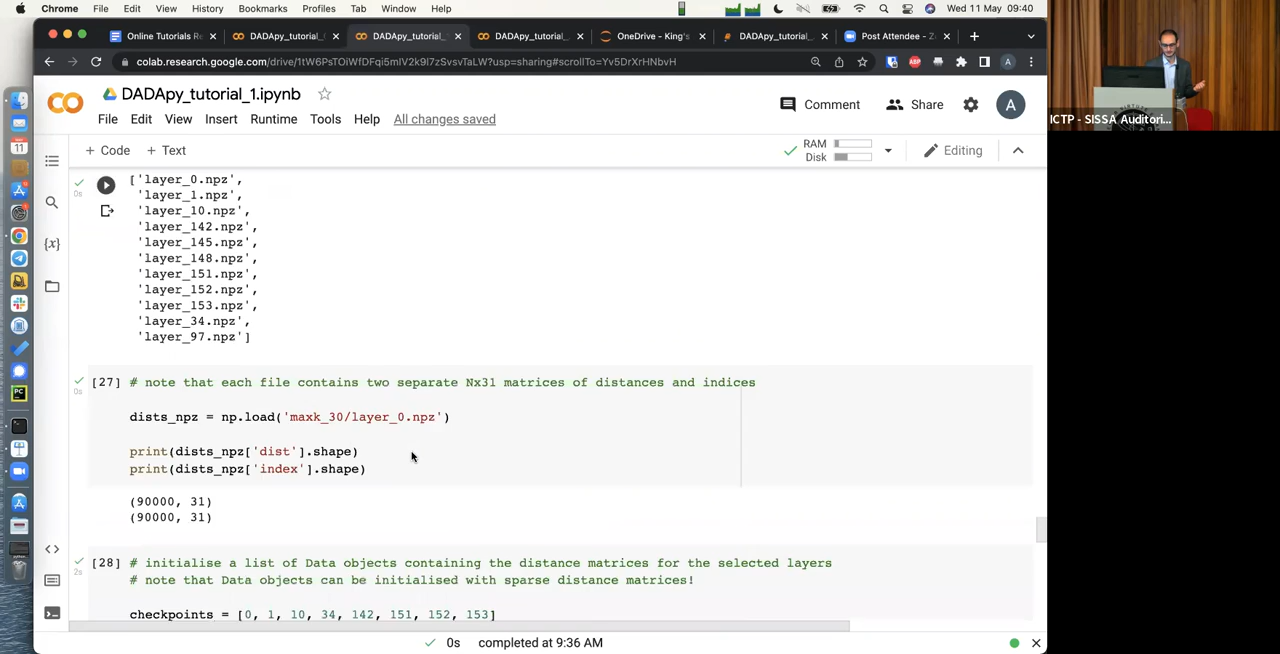 Chrome File Edit View History Bookmarks Profiles Tab Window Help Wed 11 May 09:40
Online Tutorials R DADApy_tutorial_ DADApy_tutorial_ DADApy_tutorial_ OneDrive - King's DADApy_tutorial_ Post Attendee - Z
colab.research.google.com/drive/1tW6PsTOiWfDFqi5mIV2k9l7zSvsvTaLW?usp=sharing#scrollTo=Yv5DrXrHNbvH
DADApy_tutorial_1.ipynb
Comment Share A
File Edit View Insert Runtime Tools Help All changes saved
+ Code + Text RAM Disk Editing
['layer_0.npz',
'layer_1.npz',
'layer_10.npz',
'layer_142.npz',
'layer_145.npz',
'layer_148.npz',
'layer_151.npz',
'layer_152.npz',
'layer_153.npz',
'layer_34.npz',
'layer_97.npz']
[27] # note that each file contains two separate Nx31 matrices of distances and indices
dists_npz = np.load('maxk_30/layer_0.npz')
print(dists_npz['dist'].shape)
print(dists_npz['index'].shape)
(90000, 31)
(90000, 31)
[28] # initialise a list of Data objects containing the distance matrices for the selected layers
# note that Data objects can be initialised with sparse distance matrices!
checkpoints = [0, 1, 10, 34, 142, 151, 152, 153]
0s completed at 9:36 AM
ICTP - SISSA Auditori...